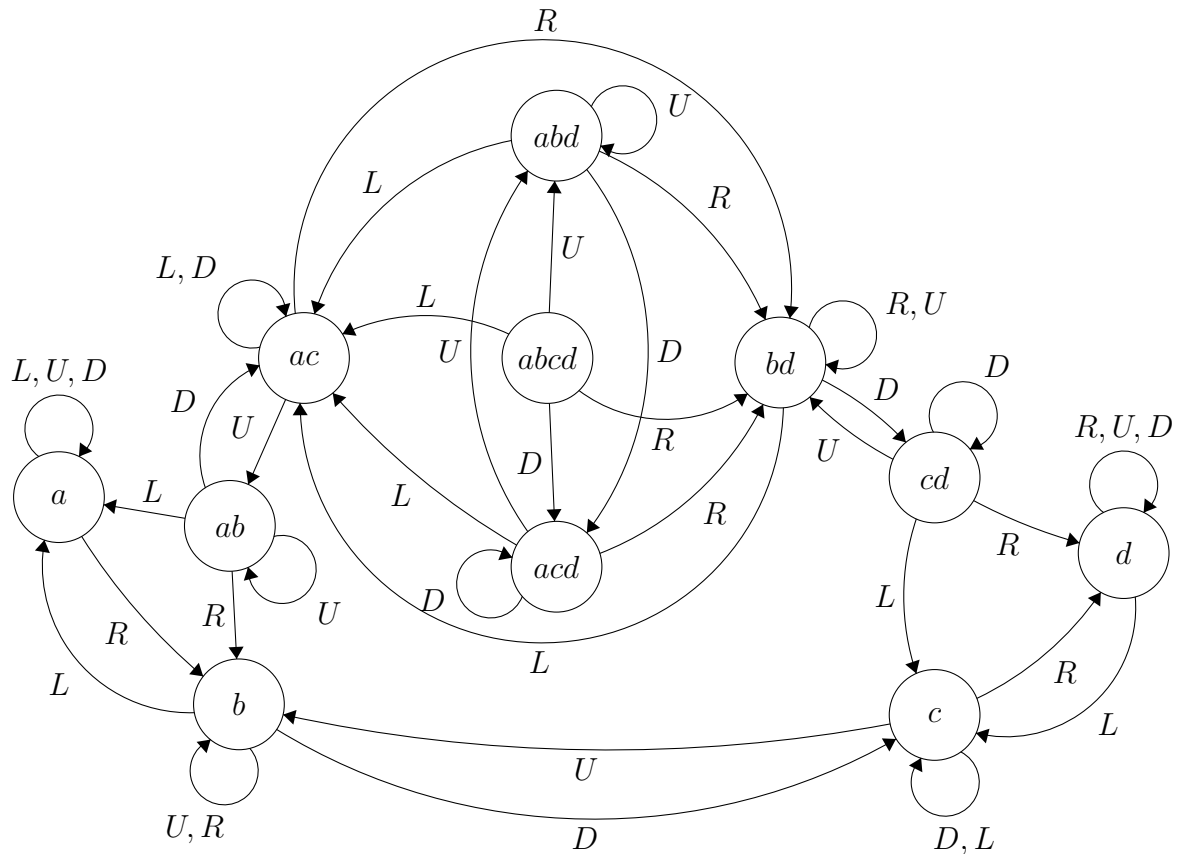 R
abd
U
L
R
L, D
U
L
R, U
ac
U
abcd
D
bd
L, U, D
D
U
D
D
R
U
R, U, D
a
L
ab
D
L
R
cd
R
d
acd
D
U
R
L
R
L
L
b
c
R
L
U
U, R
D
D, L